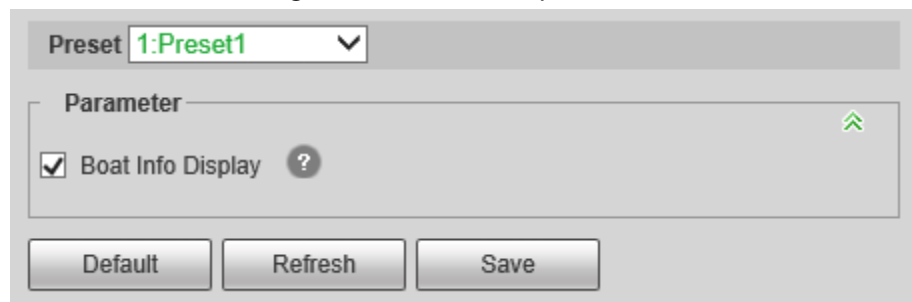 Preset 1:Preset1
Parameter
Boat Info Display ?
Default Refresh Save